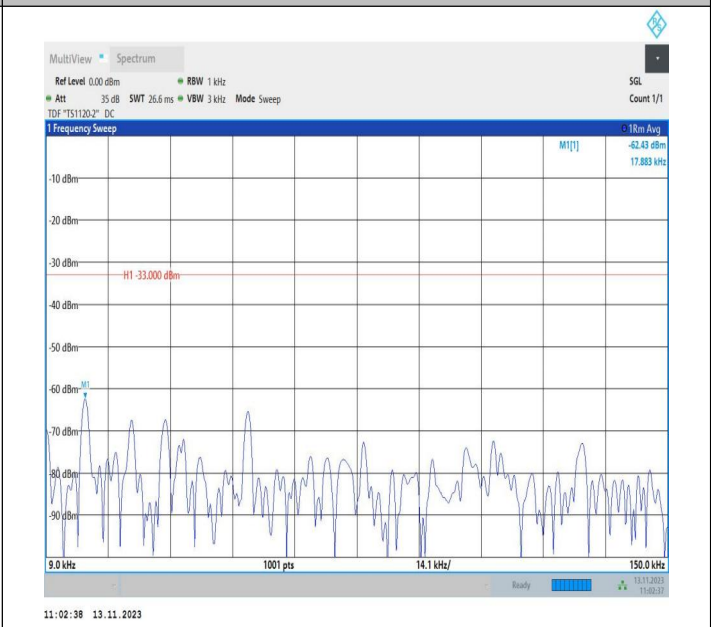 R S
MultiView Spectrum
Ref Level 0.00 dBm RBW 1 kHz SGL
Att 35 dB SWT 26.6 ms VBW 3 kHz Mode Sweep Count 1/1
TDF "TS1120-2" DC
1 Frequency Sweep 1Rm Avg
M1[1] -62.43 dBm
17.883 kHz
-10 dBm
-20 dBm
-30 dBm
H1 -33.000 dBm
-40 dBm
-50 dBm
-60 dBm
M1
-70 dBm
-80 dBm
-90 dBm
9.0 kHz 1001 pts 14.1 kHz/ 150.0 kHz
Ready 13.11.2023
11:02:37
11:02:38 13.11.2023